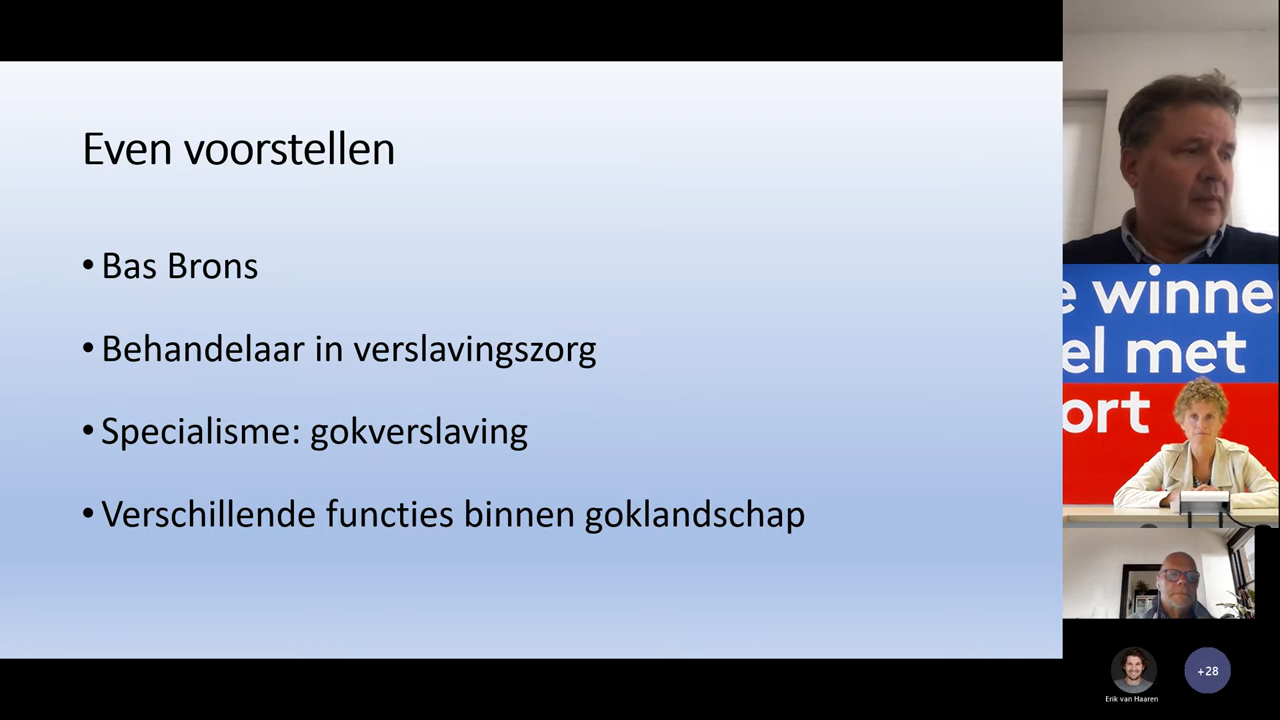 Even voorstellen
• Bas Brons
• Behandelaar in verslavingszorg
• Specialisme: gokverslaving
• Verschillende functies binnen goklandschap
e winne
el met
ort
Erik van Haaren
+28